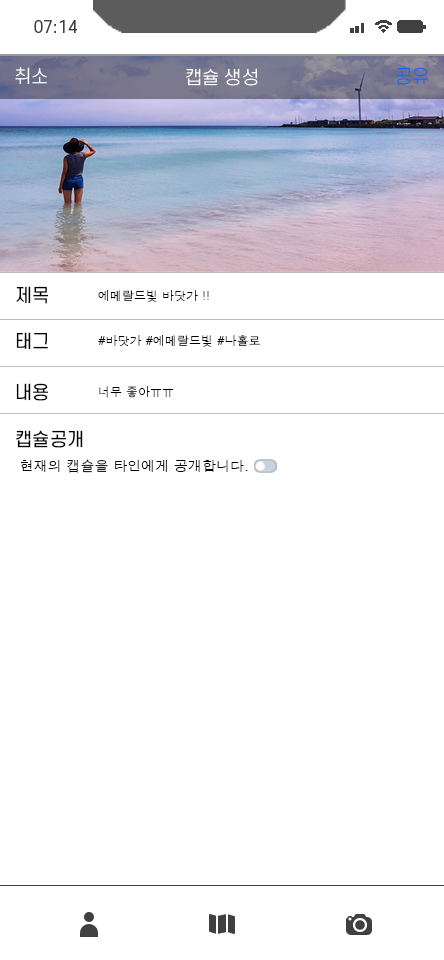 07:14
취소 캡슐 생성 공유
제목 에메랄드빛 바닷가 !!
태그 #바닷가 #에메랄드빛 #나홀로
내용 너무 좋아ㅠㅠ
캡슐공개
현재의 캡슐을 타인에게 공개합니다.